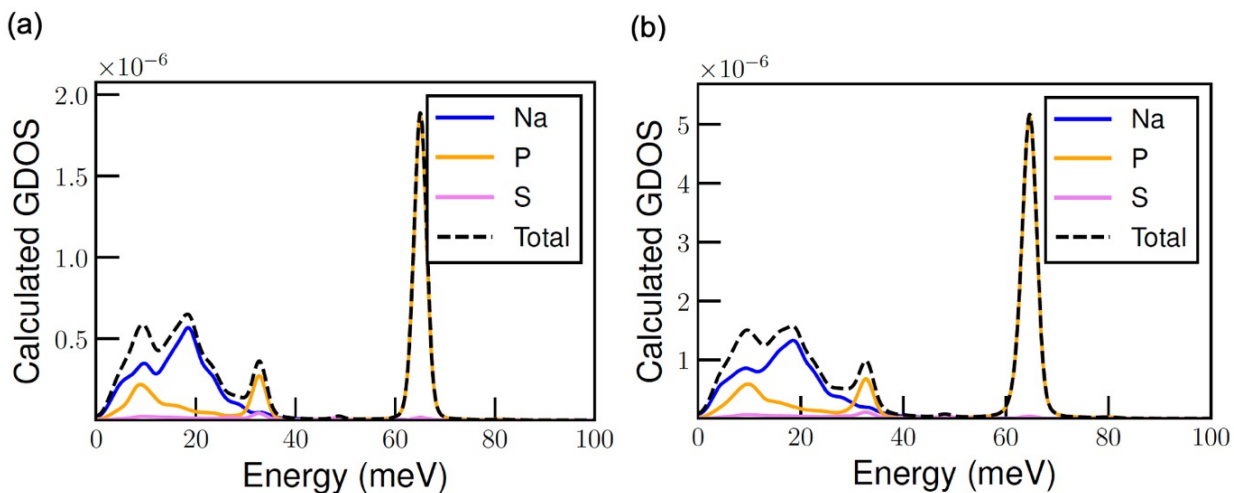 (a)
×10⁻⁶
2.0
1.5
1.0
0.5
Calculated GDOS
0 20 40 60 80 100
Energy (meV)
Na
P
S
Total
(b)
×10⁻⁶
5
4
3
2
1
Calculated GDOS
0 20 40 60 80 100
Energy (meV)
Na
P
S
Total